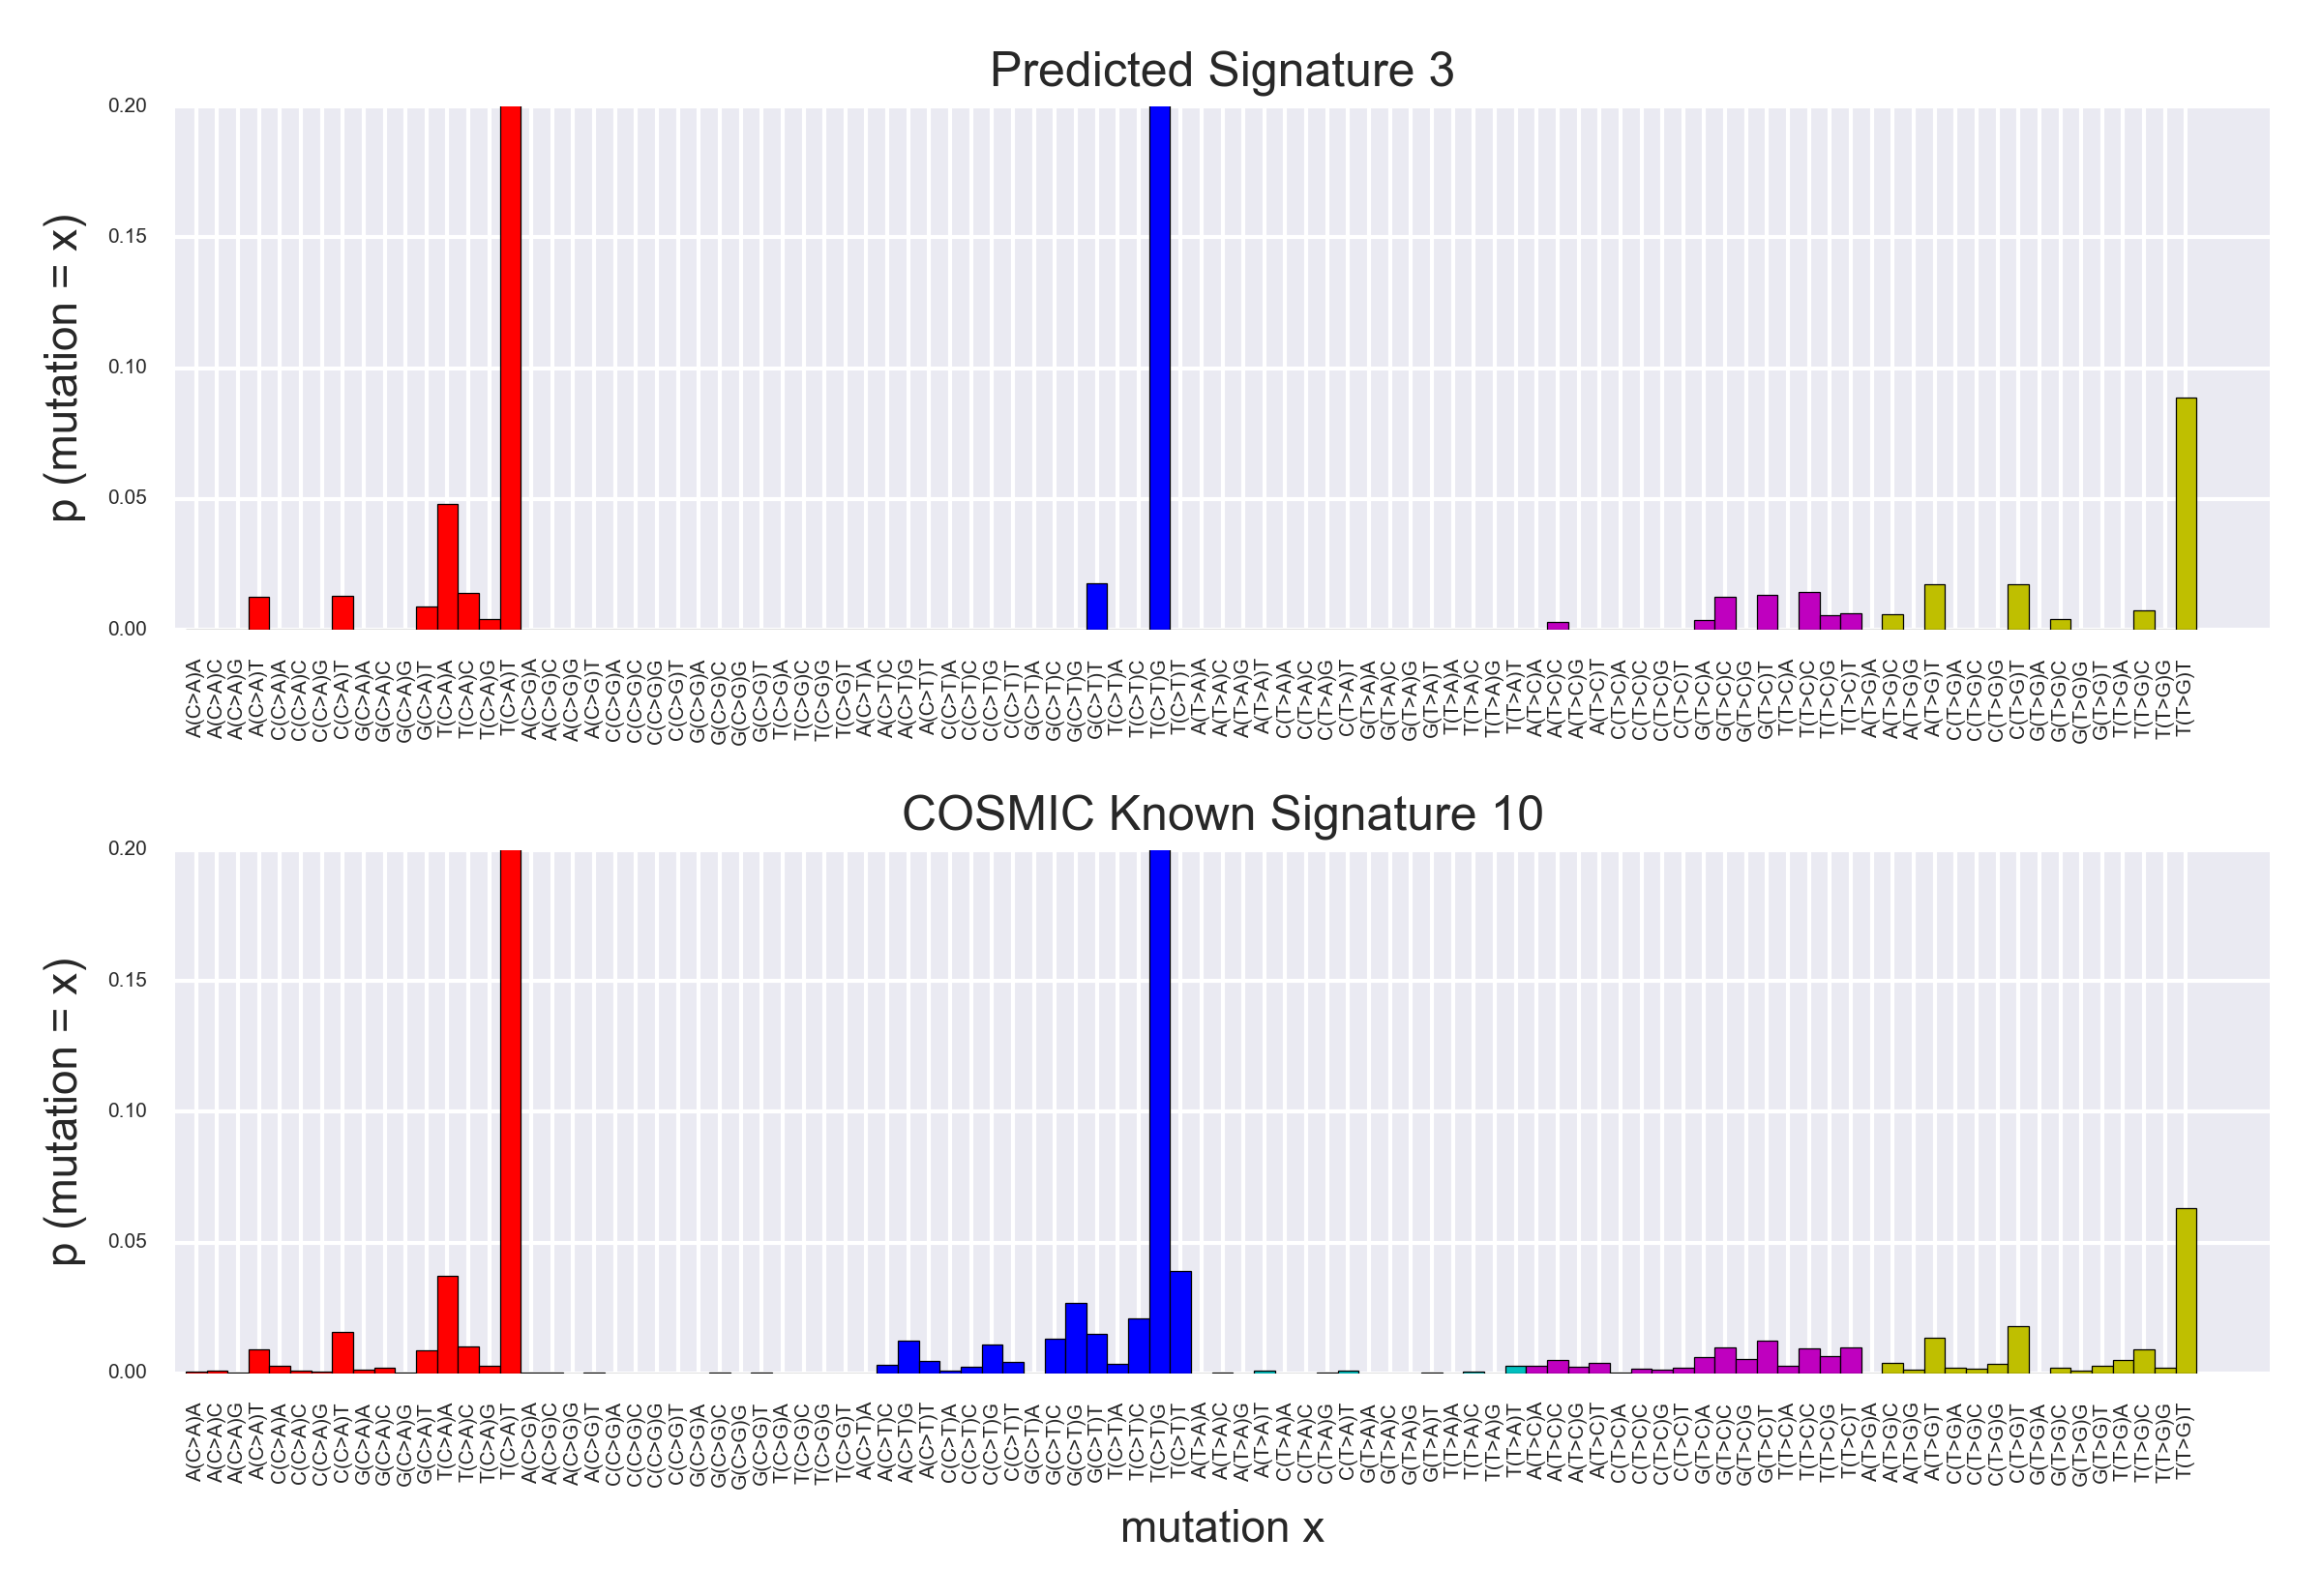 Predicted Signature 3
0.20
0.15
0.10
0.05
0.00
p (mutation = x)
A(C>A)A A(C>A)C A(C>A)G A(C>A)T C(C>A)A C(C>A)C C(C>A)G C(C>A)T G(C>A)A G(C>A)C G(C>A)G G(C>A)T T(C>A)A T(C>A)C T(C>A)G T(C>A)T A(C>G)A A(C>G)C A(C>G)G A(C>G)T C(C>G)A C(C>G)C C(C>G)G C(C>G)T G(C>G)A G(C>G)C G(C>G)G G(C>G)T T(C>G)A T(C>G)C T(C>G)G T(C>G)T A(C>T)A A(C>T)C A(C>T)G A(C>T)T C(C>T)A C(C>T)C C(C>T)G C(C>T)T G(C>T)A G(C>T)C G(C>T)G G(C>T)T T(C>T)A T(C>T)C T(C>T)G T(C>T)T A(T>A)A A(T>A)C A(T>A)G A(T>A)T C(T>A)A C(T>A)C C(T>A)G C(T>A)T G(T>A)A G(T>A)C G(T>A)G G(T>A)T T(T>A)A T(T>A)C T(T>A)G T(T>A)T A(T>C)A A(T>C)C A(T>C)G A(T>C)T C(T>C)A C(T>C)C C(T>C)G C(T>C)T G(T>C)A G(T>C)C G(T>C)G G(T>C)T T(T>C)A T(T>C)C T(T>C)G T(T>C)T A(T>G)A A(T>G)C A(T>G)G A(T>G)T C(T>G)A C(T>G)C C(T>G)G C(T>G)T G(T>G)A G(T>G)C G(T>G)G G(T>G)T T(T>G)A T(T>G)C T(T>G)G T(T>G)T
COSMIC Known Signature 10
0.20
0.15
0.10
0.05
0.00
p (mutation = x)
A(C>A)A A(C>A)C A(C>A)G A(C>A)T C(C>A)A C(C>A)C C(C>A)G C(C>A)T G(C>A)A G(C>A)C G(C>A)G G(C>A)T T(C>A)A T(C>A)C T(C>A)G T(C>A)T A(C>G)A A(C>G)C A(C>G)G A(C>G)T C(C>G)A C(C>G)C C(C>G)G C(C>G)T G(C>G)A G(C>G)C G(C>G)G G(C>G)T T(C>G)A T(C>G)C T(C>G)G T(C>G)T A(C>T)A A(C>T)C A(C>T)G A(C>T)T C(C>T)A C(C>T)C C(C>T)G C(C>T)T G(C>T)A G(C>T)C G(C>T)G G(C>T)T T(C>T)A T(C>T)C T(C>T)G T(C>T)T A(T>A)A A(T>A)C A(T>A)G A(T>A)T C(T>A)A C(T>A)C C(T>A)G C(T>A)T G(T>A)A G(T>A)C G(T>A)G G(T>A)T T(T>A)A T(T>A)C T(T>A)G T(T>A)T A(T>C)A A(T>C)C A(T>C)G A(T>C)T C(T>C)A C(T>C)C C(T>C)G C(T>C)T G(T>C)A G(T>C)C G(T>C)G G(T>C)T T(T>C)A T(T>C)C T(T>C)G T(T>C)T A(T>G)A A(T>G)C A(T>G)G A(T>G)T C(T>G)A C(T>G)C C(T>G)G C(T>G)T G(T>G)A G(T>G)C G(T>G)G G(T>G)T T(T>G)A T(T>G)C T(T>G)G T(T>G)T
mutation x